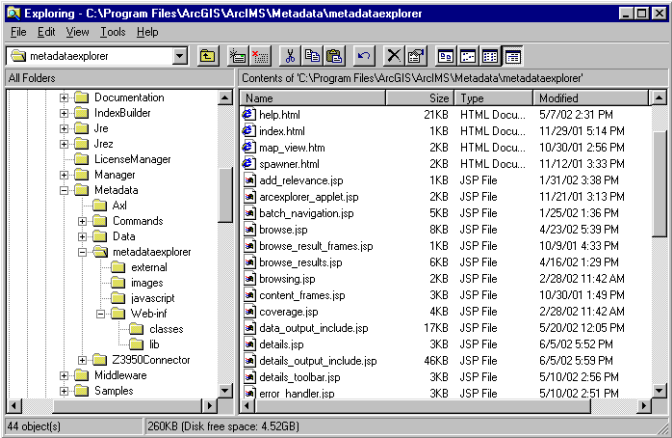 Exploring - C:\Program Files\ArcGIS\ArcIMS\Metadata\metadataexplorer
File Edit View Tools Help
metadataexplorer
All Folders
Contents of 'C:\Program Files\ArcGIS\ArcIMS\Metadata\metadataexplorer'
Documentation
IndexBuilder
Jre
Jrez
LicenseManager
Manager
Metadata
Axl
Commands
Data
metadataexplorer
external
images
javascript
Web-inf
classes
lib
Z3950Connector
Middleware
Samples
Name Size Type Modified
help.html 21KB HTML Docu... 5/7/02 2:31 PM
index.html 1KB HTML Docu... 11/29/01 5:14 PM
map_view.htm 2KB HTML Docu... 10/30/01 2:56 PM
spawner.html 2KB HTML Docu... 11/12/01 3:33 PM
add_relevance.jsp 1KB JSP File 1/31/02 3:38 PM
arcexplorer_applet.jsp 2KB JSP File 11/21/01 3:13 PM
batch_navigation.jsp 5KB JSP File 1/25/02 1:36 PM
browse.jsp 8KB JSP File 4/23/02 5:39 PM
browse_result_frames.jsp 1KB JSP File 10/9/01 4:33 PM
browse_results.jsp 6KB JSP File 4/16/02 1:29 PM
browsing.jsp 2KB JSP File 2/28/02 11:42 AM
content_frames.jsp 3KB JSP File 10/30/01 1:49 PM
coverage.jsp 4KB JSP File 2/28/02 11:42 AM
data_output_include.jsp 17KB JSP File 5/20/02 12:05 PM
details.jsp 3KB JSP File 6/5/02 5:52 PM
details_output_include.jsp 46KB JSP File 6/5/02 5:59 PM
details_toolbar.jsp 3KB JSP File 5/10/02 2:56 PM
error_handler.jsp 3KB JSP File 5/10/02 2:51 PM
44 object(s)
260KB (Disk free space: 4.52GB)